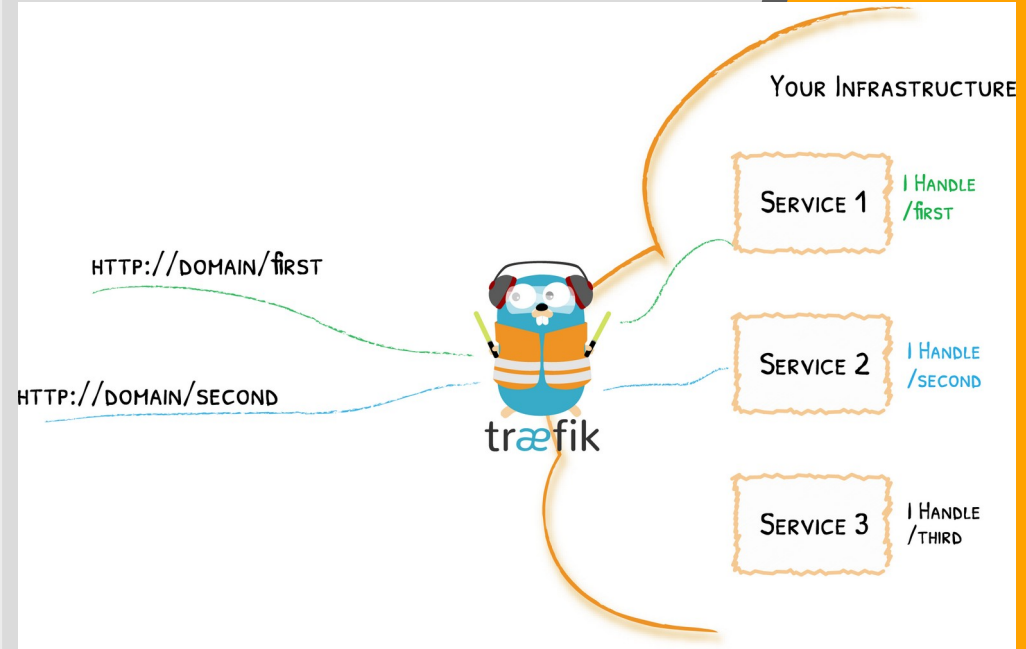 YOUR INFRASTRUCTURE
SERVICE 1
I HANDLE
/FIRST
HTTP://DOMAIN/FIRST
SERVICE 2
I HANDLE
/SECOND
HTTP://DOMAIN/SECOND
træfik
SERVICE 3
I HANDLE
/THIRD